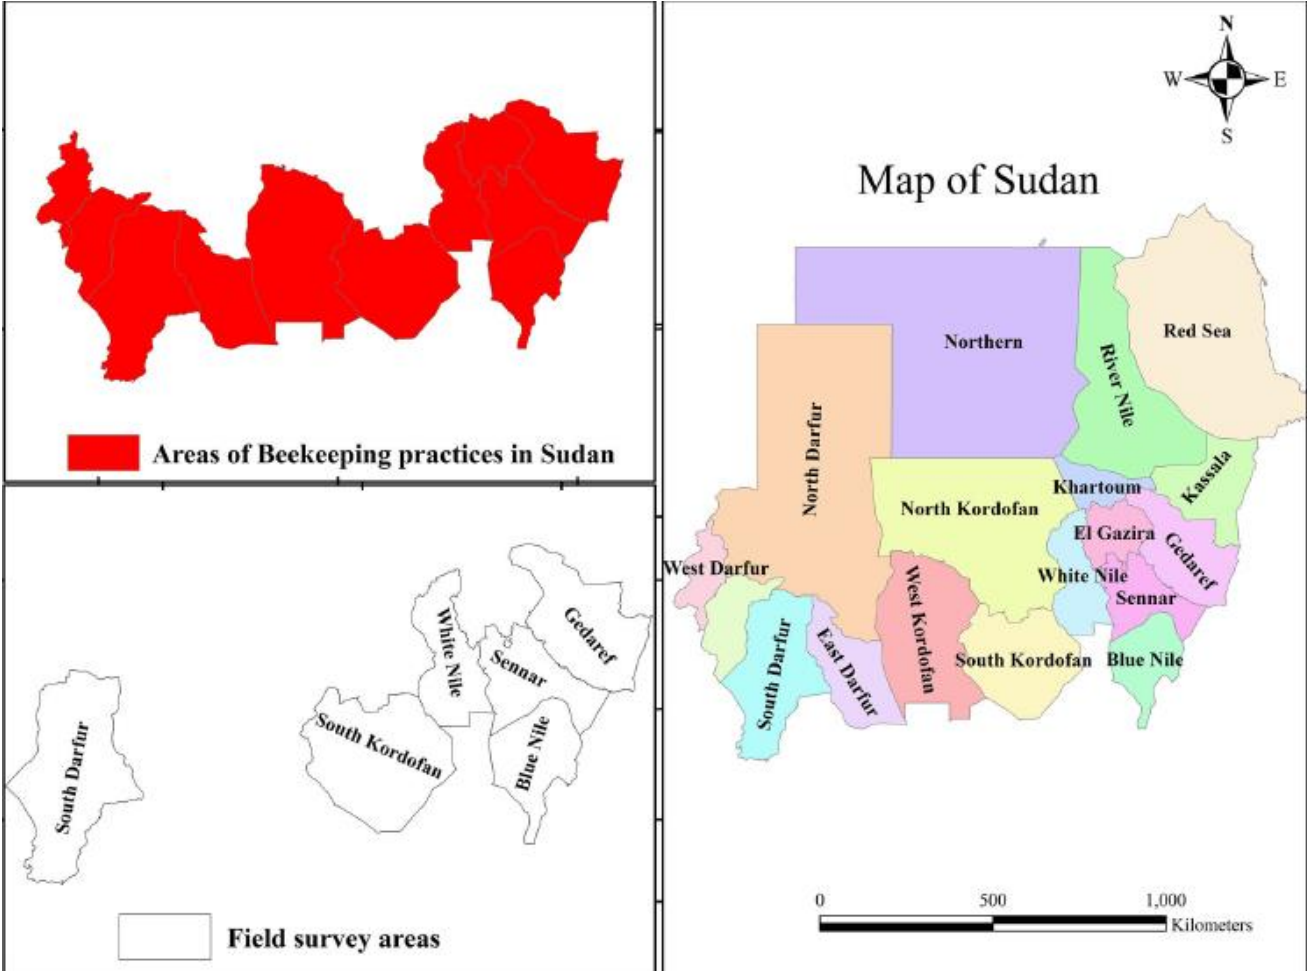 Areas of Beekeeping practices in Sudan
White Nile
Gedaref
Sennar
South Kordofan
Blue Nile
South Darfur
Field survey areas
N
W
E
S
Map of Sudan
Northern
River Nile
Red Sea
North Darfur
Kassala
Khartoum
North Kordofan
El Gazira
Gedaref
West Darfur
White Nile
Sennar
West Kordofan
South Darfur
East Darfur
South Kordofan
Blue Nile
0 500 1,000
Kilometers